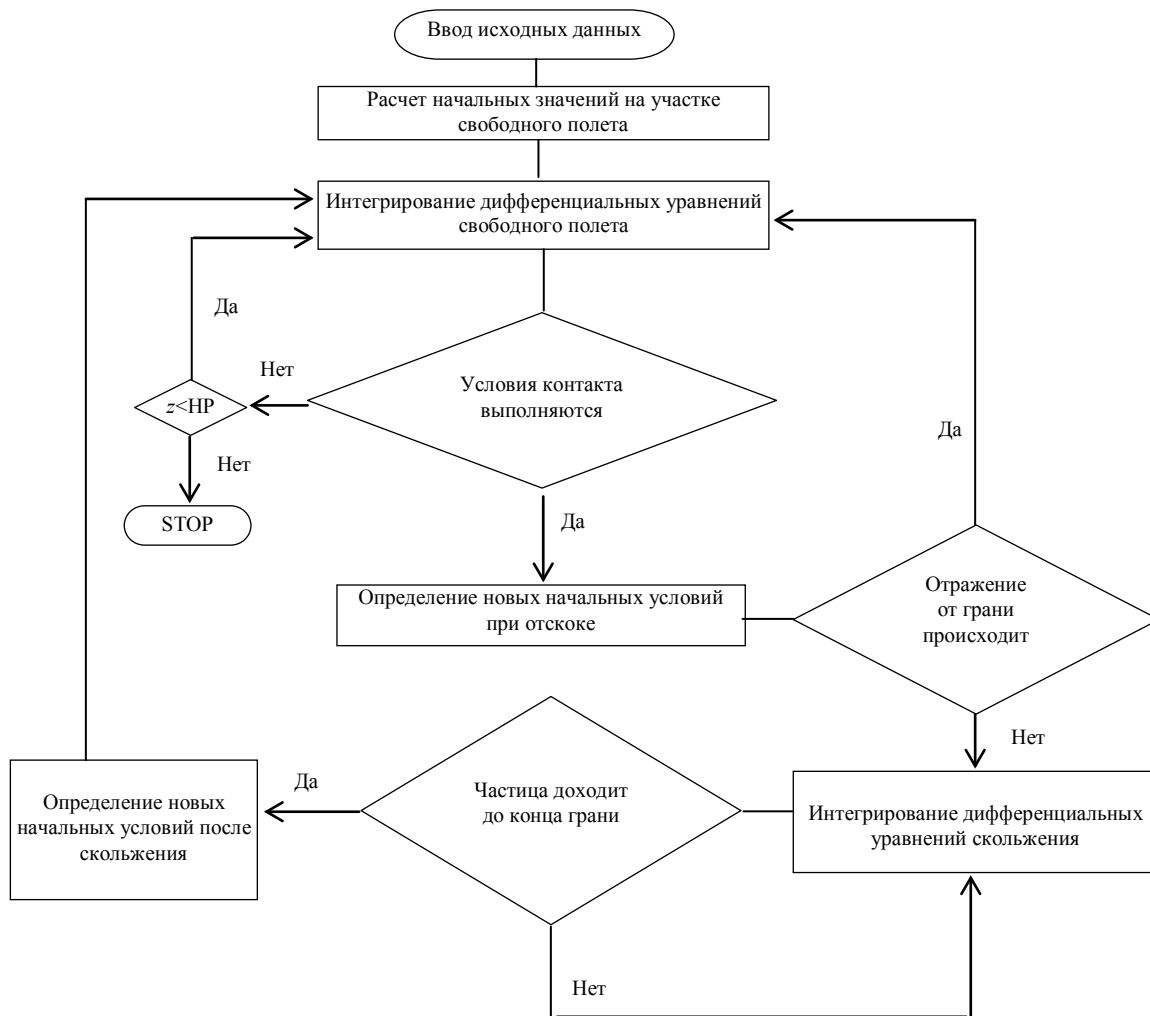 Ввод исходных данных
Расчет начальных значений на участке
свободного полета
Интегрирование дифференциальных уравнений
свободного полета
Да
Нет
Условия контакта
выполняются
z<HP
Нет
STOP
Да
Да
Определение новых начальных условий
при отскоке
Отражение
от грани
происходит
Нет
Да
Определение новых
начальных условий после
скольжения
Частица доходит
до конца грани
Интегрирование дифференциальных
уравнений скольжения
Нет